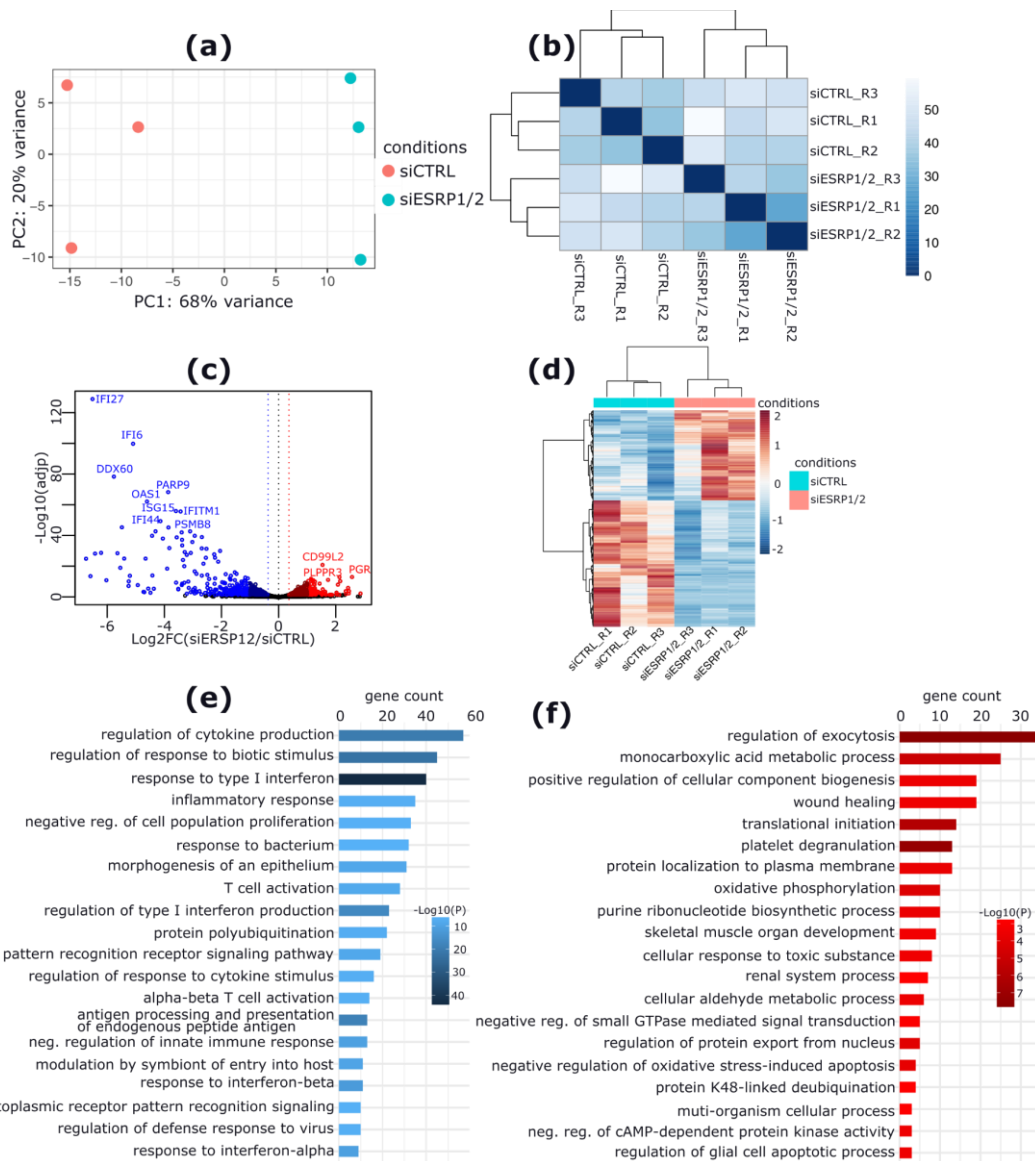 (a)
5
0
−5
−10
PC2: 20% variance
−15
−10
−5
0
5
10
PC1: 68% variance
conditions
siCTRL
siESRP1/2
(b)
siCTRL_R3
siCTRL_R1
siCTRL_R2
siESRP1/2_R3
siESRP1/2_R1
siESRP1/2_R2
siCTRL_R3
siCTRL_R1
siCTRL_R2
siESRP1/2_R3
siESRP1/2_R1
siESRP1/2_R2
50
40
30
20
10
0
(c)
-Log10(adjp)
120
80
40
0
IFI27
IFI6
DDX60
PARP9
OAS1
ISG15
IFITM1
IFI44
PSMB8
CD99L2
PLPPR3
PGR
-6
-4
-2
0
2
Log2FC(siERSP12/siCTRL)
(d)
conditions
2
1
0
-1
-2
conditions
siCTRL
siESRP1/2
siCTRL_R1
siCTRL_R2
siCTRL_R3
siESRP1/2_R3
siESRP1/2_R1
siESRP1/2_R2
(e)
gene count
0
20
40
60
regulation of cytokine production
regulation of response to biotic stimulus
response to type I interferon
inflammatory response
negative reg. of cell population proliferation
response to bacterium
morphogenesis of an epithelium
T cell activation
regulation of type I interferon production
protein polyubiquitination
pattern recognition receptor signaling pathway
regulation of response to cytokine stimulus
alpha-beta T cell activation
antigen processing and presentation
of endogenous peptide antigen
neg. regulation of innate immune response
modulation by symbiont of entry into host
response to interferon-beta
toplasmic receptor pattern recognition signaling
regulation of defense response to virus
response to interferon-alpha
-Log10(P)
10
20
30
40
(f)
gene count
0
10
20
30
regulation of exocytosis
monocarboxylic acid metabolic process
positive regulation of cellular component biogenesis
wound healing
translational initiation
platelet degranulation
protein localization to plasma membrane
oxidative phosphorylation
purine ribonucleotide biosynthetic process
skeletal muscle organ development
cellular response to toxic substance
renal system process
cellular aldehyde metabolic process
negative reg. of small GTPase mediated signal transduction
regulation of protein export from nucleus
negative regulation of oxidative stress-induced apoptosis
protein K48-linked deubiquination
muti-organism cellular process
neg. reg. of cAMP-dependent protein kinase activity
regulation of glial cell apoptotic process
-Log10(P)
3
4
5
6
7